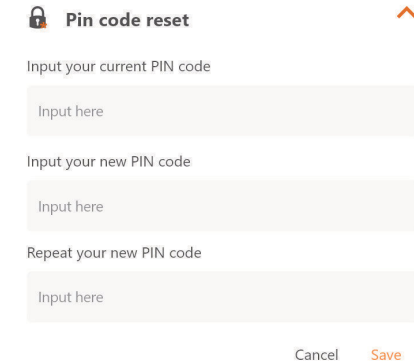 Pin code reset
Input your current PIN code
Input here
Input your new PIN code
Input here
Repeat your new PIN code
Input here
Cancel Save